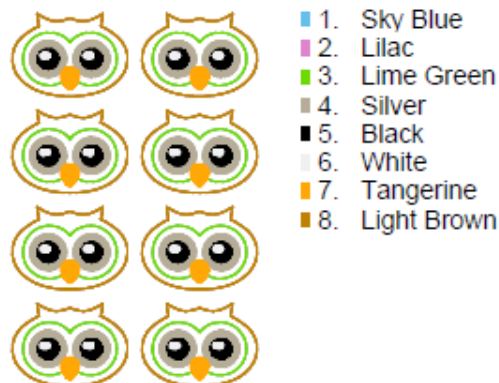 1. Sky Blue
2. Lilac
3. Lime Green
4. Silver
5. Black
6. White
7. Tangerine
8. Light Brown